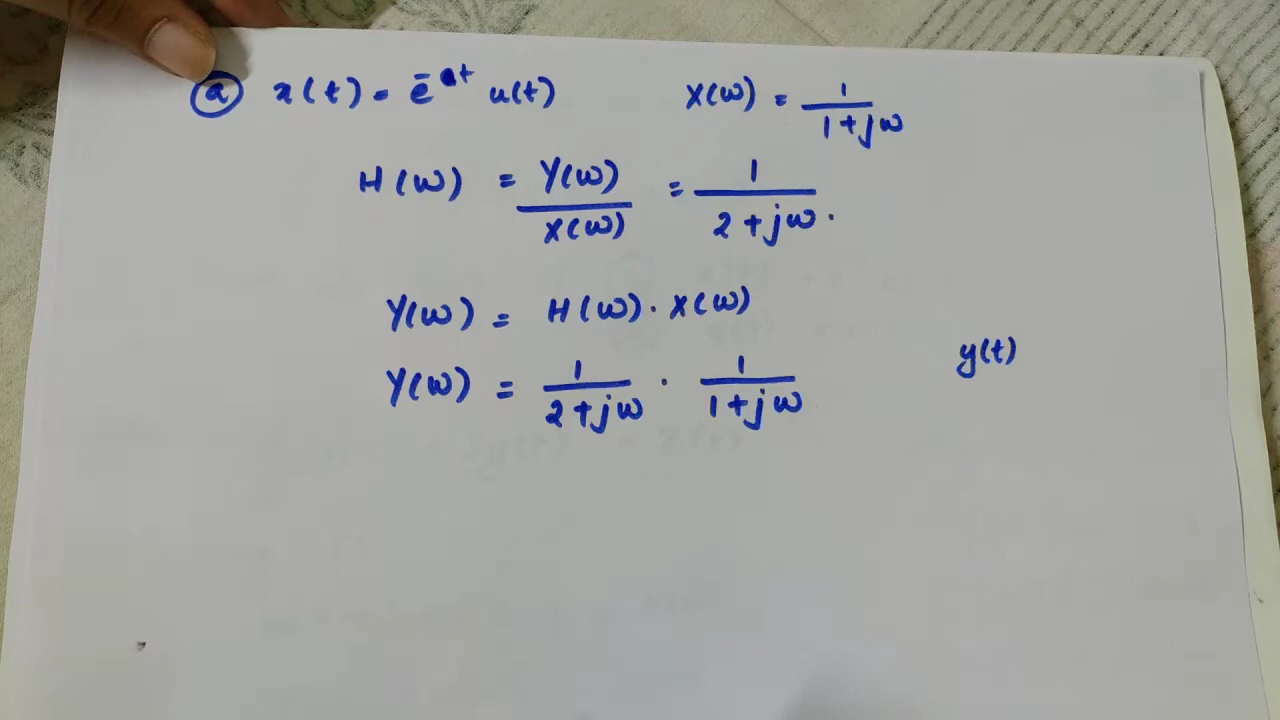 (a) x(t) = e^-at u(t) X(ω) = 1/(1+jω)
H(ω) = Y(ω)/X(ω) = 1/(2+jω).
Y(ω) = H(ω) · X(ω)
y(t)
Y(ω) = 1/(2+jω) · 1/(1+jω)